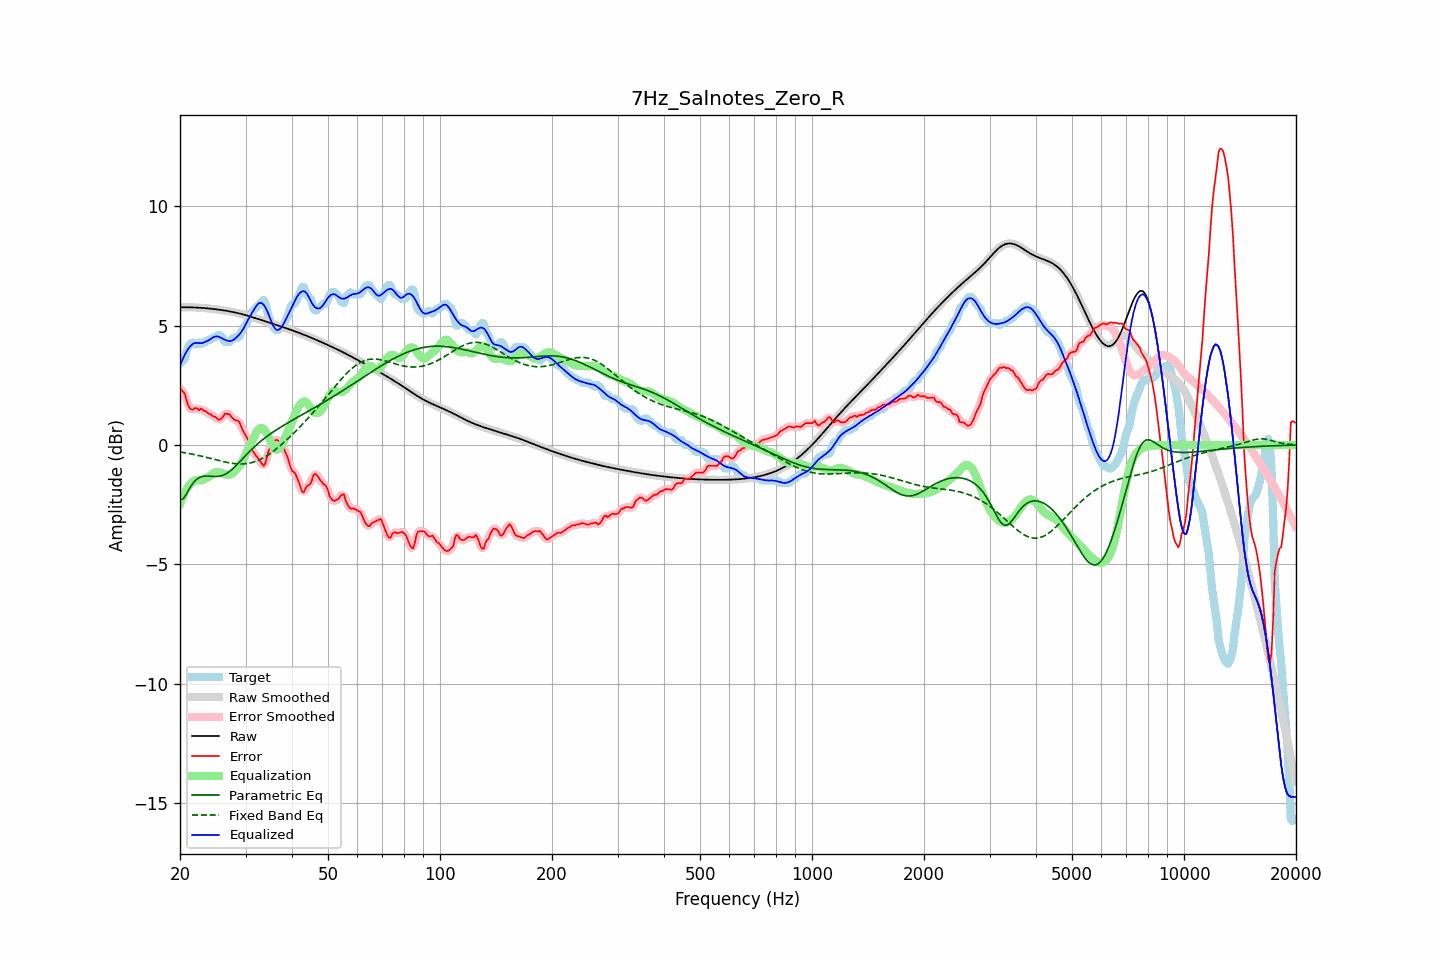 7Hz_Salnotes_Zero_R
Amplitude (dBr)
10
5
0
−5
−10
−15
Target
Raw Smoothed
Error Smoothed
Raw
Error
Equalization
Parametric Eq
Fixed Band Eq
Equalized
20 50 100 200 500 1000 2000 5000 10000 20000
Frequency (Hz)